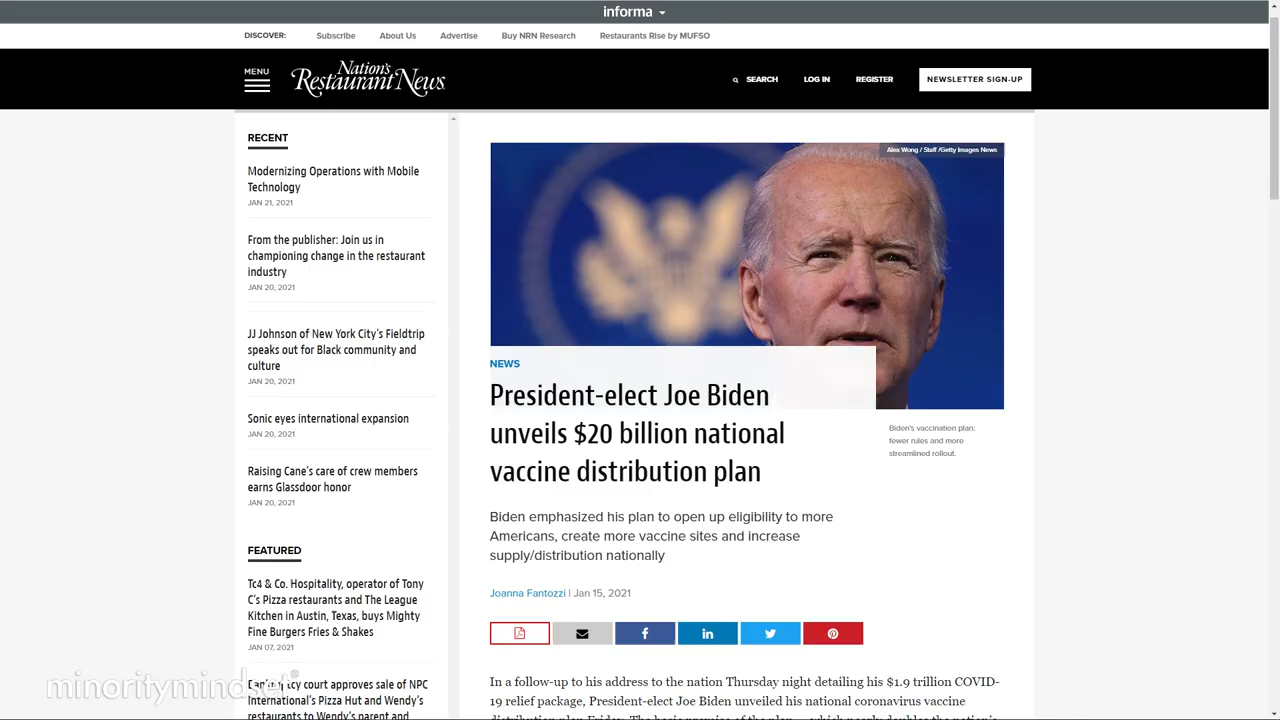 informa
DISCOVER: Subscribe About Us Advertise Buy NRN Research Restaurants Rise by MUFSO
MENU
Nation's
Restaurant News
SEARCH LOG IN REGISTER NEWSLETTER SIGN-UP
RECENT
Modernizing Operations with Mobile
Technology
JAN 21, 2021
From the publisher: Join us in
championing change in the restaurant
industry
JAN 20, 2021
JJ Johnson of New York City's Fieldtrip
speaks out for Black community and
culture
JAN 20, 2021
Sonic eyes international expansion
JAN 20, 2021
Raising Cane's care of crew members
earns Glassdoor honor
JAN 20, 2021
FEATURED
Tc4 & Co. Hospitality, operator of Tony
C's Pizza restaurants and The League
Kitchen in Austin, Texas, buys Mighty
Fine Burgers Fries & Shakes
JAN 07, 2021
court approves sale of NPC
International's Pizza Hut and Wendy's
restaurants to Wendy's parent and
minoritymindset
Alex Wong / Staff /Getty Images News
NEWS
President-elect Joe Biden
unveils $20 billion national
vaccine distribution plan
Biden's vaccination plan:
fewer rules and more
streamlined rollout.
Biden emphasized his plan to open up eligibility to more
Americans, create more vaccine sites and increase
supply/distribution nationally
Joanna Fantozzi | Jan 15, 2021
In a follow-up to his address to the nation Thursday night detailing his $1.9 trillion COVID-
19 relief package, President-elect Joe Biden unveiled his national coronavirus vaccine